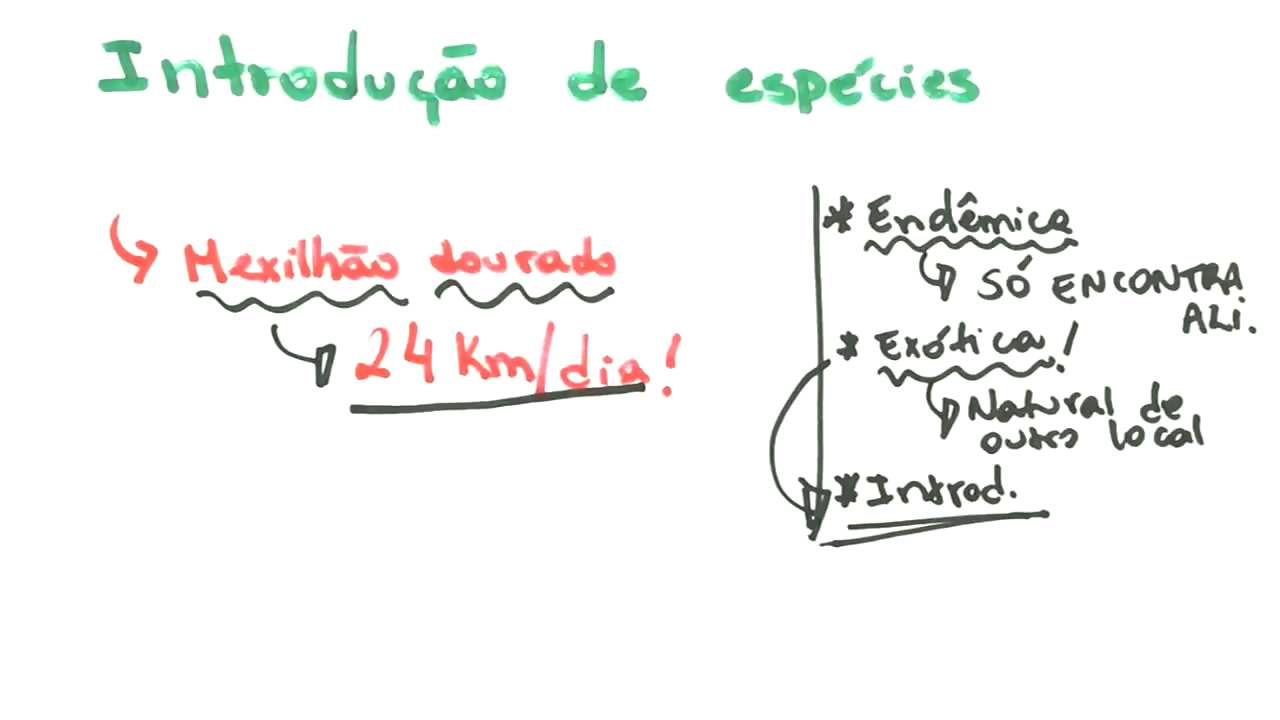 Introdução de espécies
Mexilhão dourado
24 Km/dia!
* Endêmica
SÓ ENCONTRA
ALI.
* Exótica!
Natural de
outro local
* Introd.